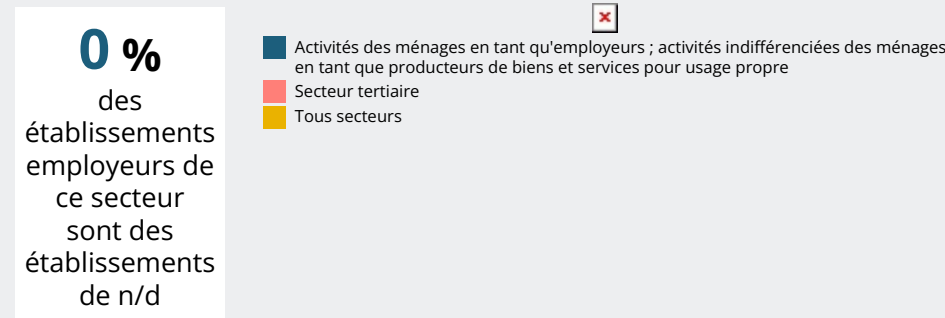 0 %
des
établissements
employeurs de
ce secteur
sont des
établissements
de n/d
Activités des ménages en tant qu'employeurs ; activités indifférenciées des ménages
en tant que producteurs de biens et services pour usage propre
Secteur tertiaire
Tous secteurs